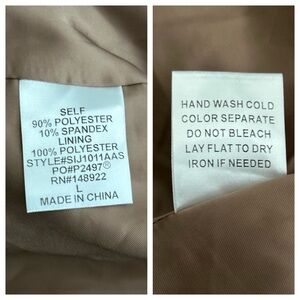 SELF
90% POLYESTER
10% SPANDEX
LINING
100% POLYESTER
STYLE#SIJ1011AAS
PO#P2497®
RN#148922
L
MADE IN CHINA
HAND WASH COLD
COLOR SEPARATE
DO NOT BLEACH
LAY FLAT TO DRY
IRON IF NEEDED